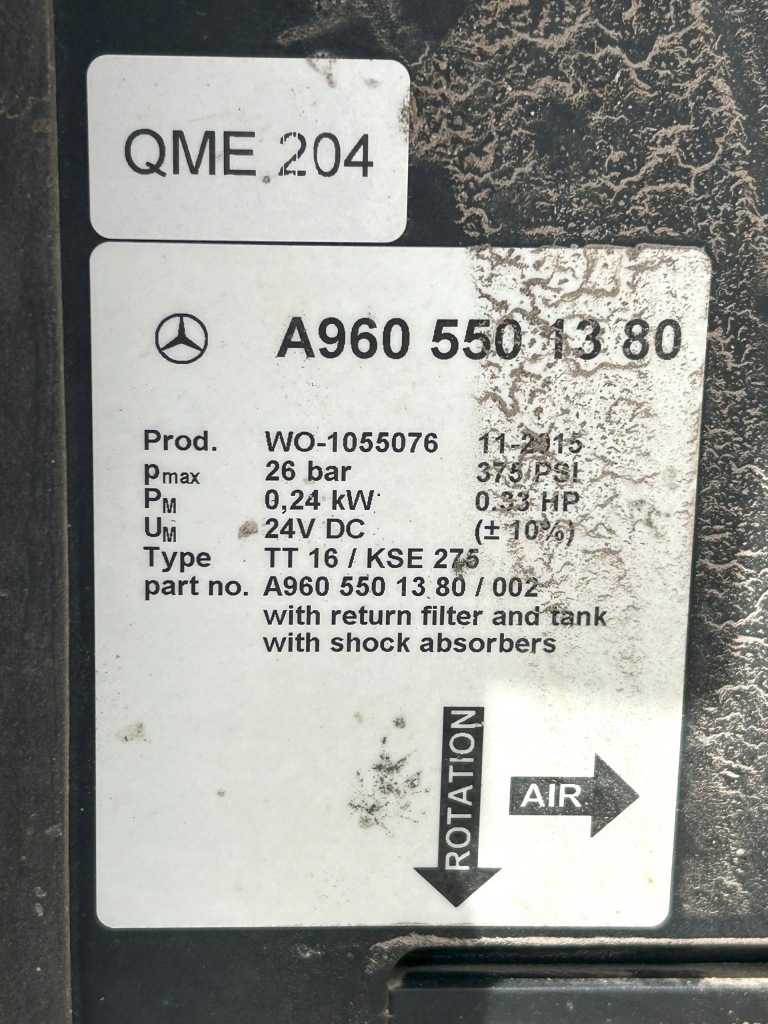 QME 204
A960 550 13 80
Prod. WO-1055076 11-2015
pmax 26 bar 375 PSI
PM 0,24 kW 0.33 HP
UM 24V DC (± 10%)
Type TT 16 / KSE 275
part no. A960 550 13 80 / 002
with return filter and tank
with shock absorbers
ROTATION
AIR